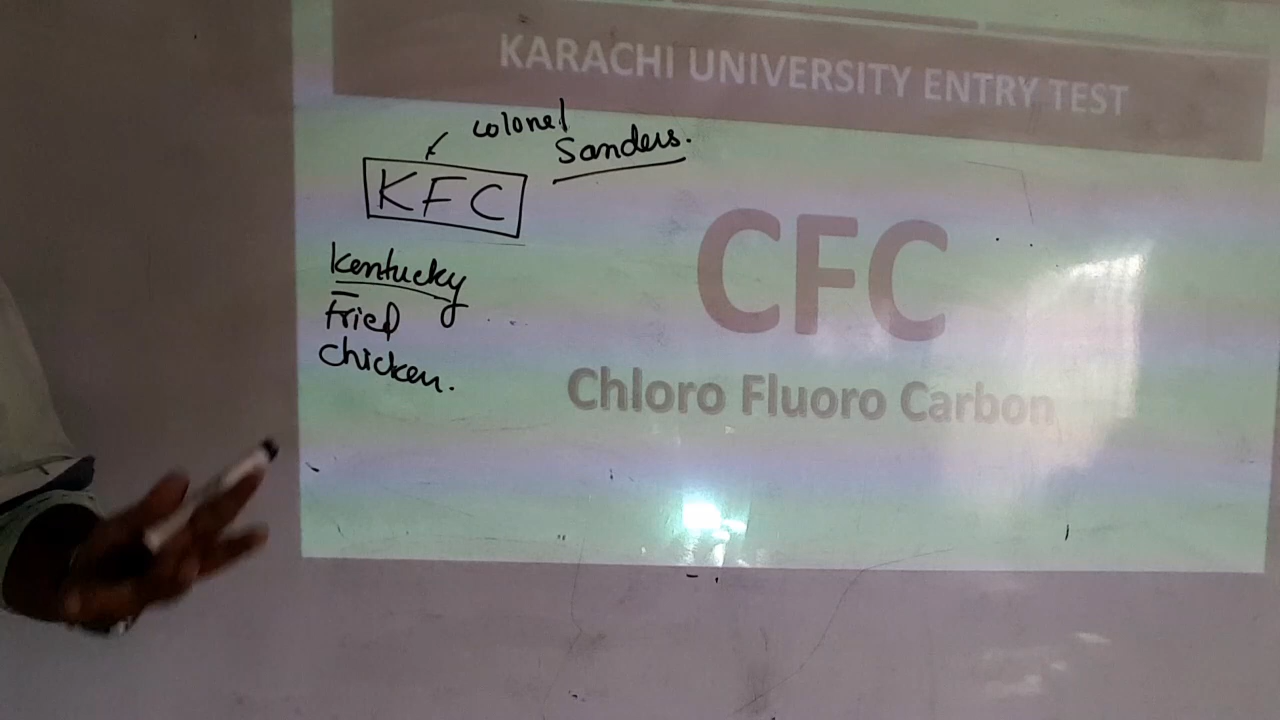 KARACHI UNIVERSITY ENTRY TEST
colonel
Sanders.
KFC
Kentucky
Fried
Chicken.
CFC
Chloro Fluoro Carbon